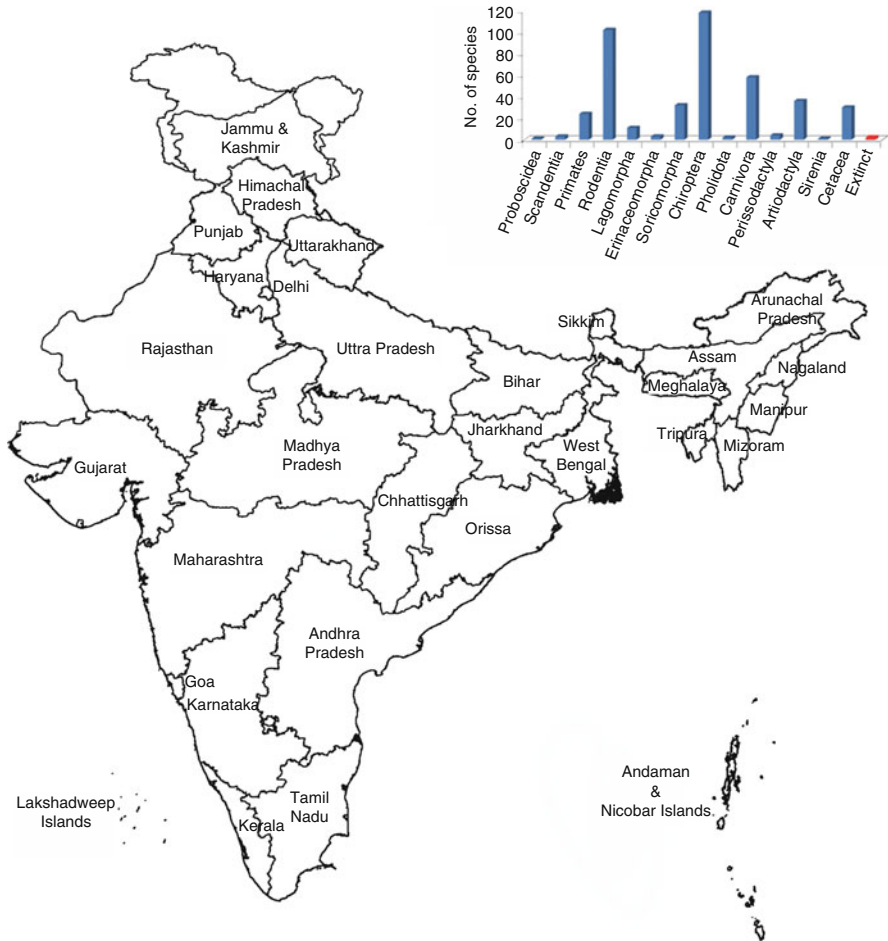 120
100
80
60
40
20
0
No. of species
Proboscidea
Scandentia
Primates
Rodentia
Lagomorpha
Erinaceomorpha
Soricomorpha
Chiroptera
Pholidota
Carnivora
Perissodactyla
Artiodactyla
Sirenia
Cetacea
Extinct
Jammu &
Kashmir
Himachal
Pradesh
Punjab
Uttarakhand
Haryana
Delhi
Rajasthan
Uttra Pradesh
Sikkim
Arunachal
Pradesh
Assam
Nagaland
Meghalaya
Manipur
Tripura
Mizoram
Bihar
Jharkhand
West
Bengal
Gujarat
Madhya
Pradesh
Chhattisgarh
Orissa
Maharashtra
Andhra
Pradesh
Goa
Karnataka
Lakshadweep
Islands
Kerala
Tamil
Nadu
Andaman
&
Nicobar Islands